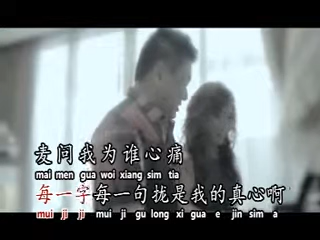 麦问我为谁心痛
mai men gua woi xiang sim tia
每一字每一句拢是我的真心啊
mui ji ji mui ji gu long xi gua e jin sim a